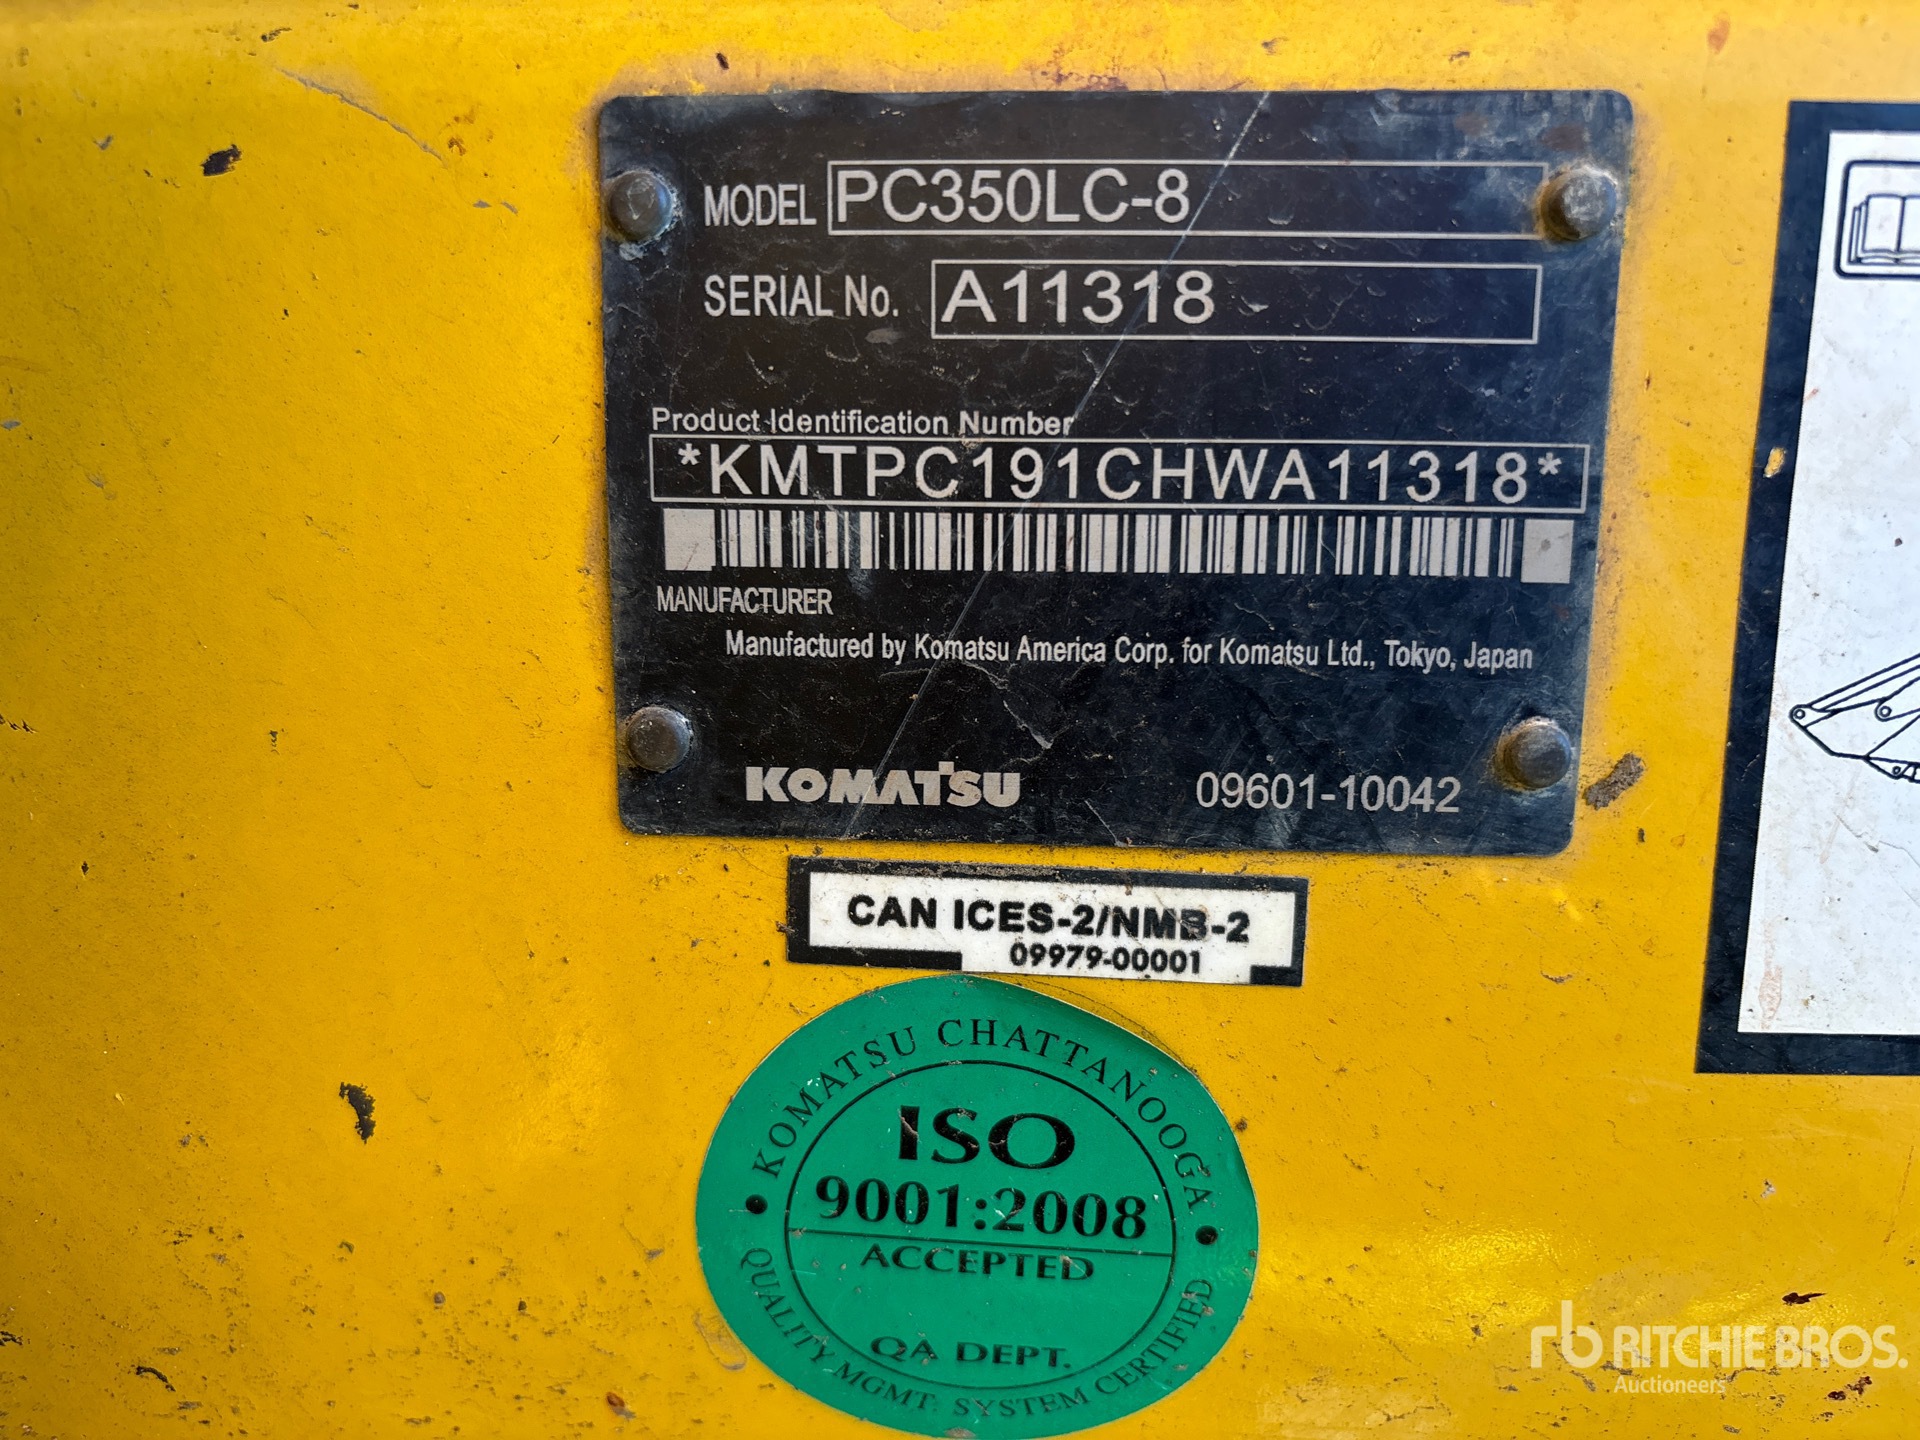 MODEL PC350LC-8
SERIAL No. A11318
Product Identification Number
*KMTPC191CHWA11318*
MANUFACTURER
Manufactured by Komatsu America Corp. for Komatsu Ltd., Tokyo, Japan
KOMATSU 09601-10042
CAN ICES-2/NMB-2
09979-00001
• KOMATSU CHATTANOOGA •
ISO
9001:2008
ACCEPTED
QA DEPT.
QUALITY MGMT. SYSTEM CERTIFIED
rb RITCHIE BROS.
Auctioneers